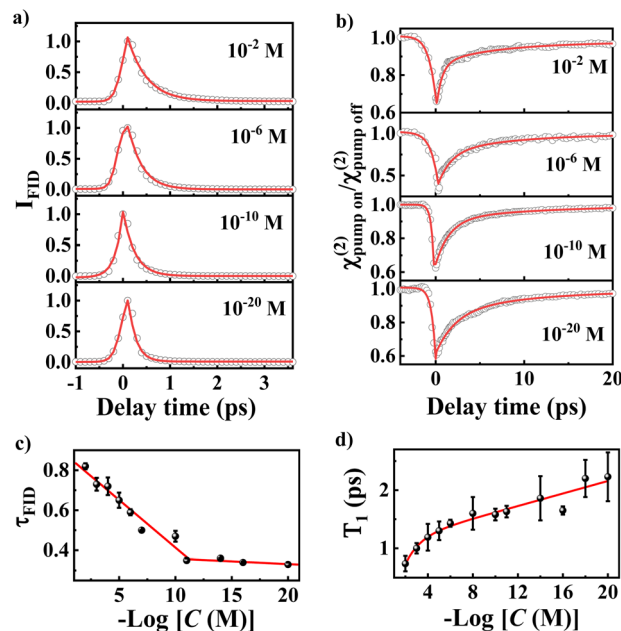 a)
I_FID
1.0
0.5
0.0
10⁻² M
1.0
0.5
0.0
10⁻⁶ M
1.0
0.5
0.0
10⁻¹⁰ M
1.0
0.5
0.0
10⁻²⁰ M
-1 0 1 2 3
Delay time (ps)
b)
χ⁽²⁾pump on/χ⁽²⁾pump off
1.0
0.8
0.6
10⁻² M
1.0
0.5
10⁻⁶ M
1.0
0.8
0.6
10⁻¹⁰ M
1.0
0.8
0.6
10⁻²⁰ M
0 10 20
Delay time (ps)
c)
τ_FID
0.8
0.6
0.4
5 10 15 20
-Log [C (M)]
d)
T₁ (ps)
2
1
4 8 12 16 20
-Log [C (M)]